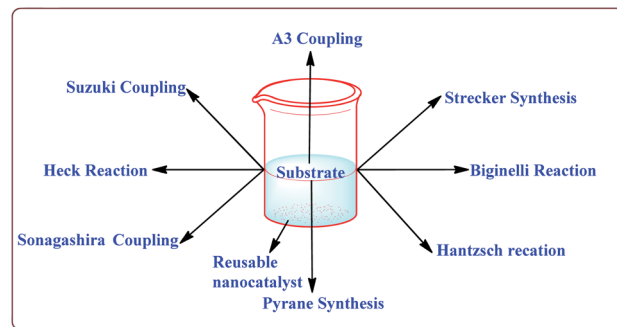 A3 Coupling
Suzuki Coupling
Strecker Synthesis
Heck Reaction
Substrate
Biginelli Reaction
Sonagashira Coupling
Hantzsch recation
Reusable
nanocatalyst
Pyrane Synthesis